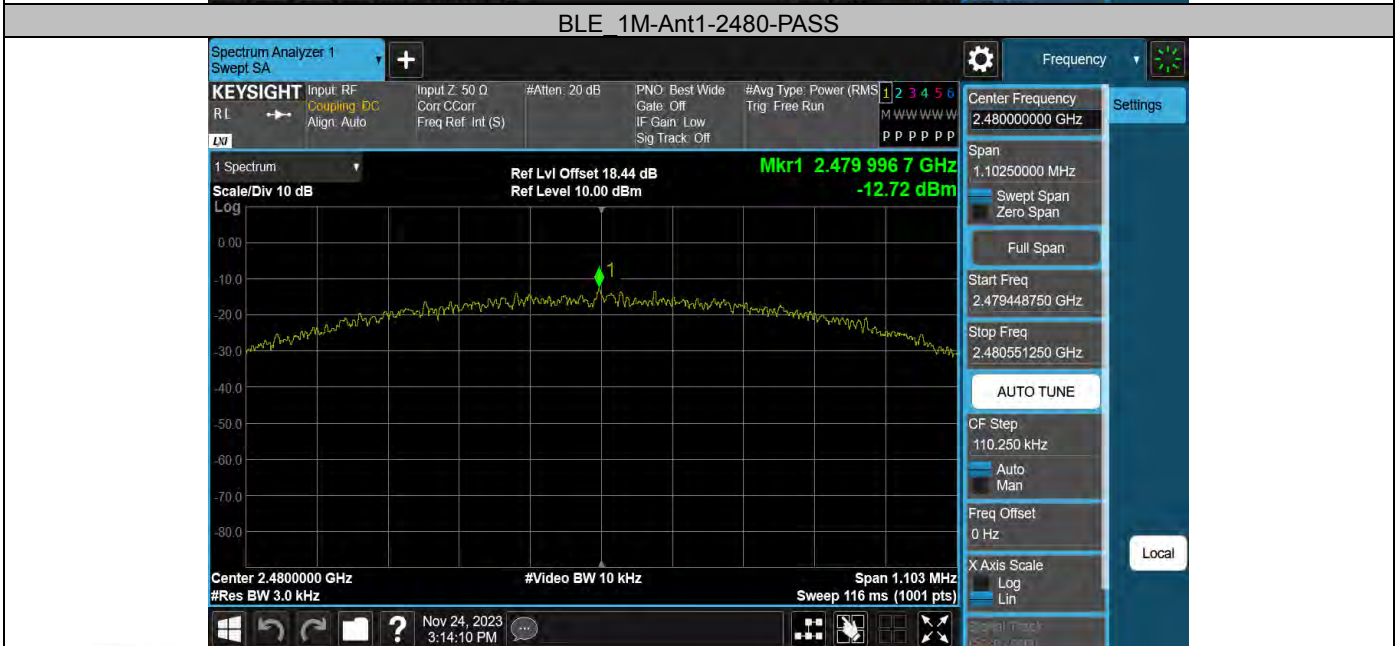 BLE_1M-Ant1-2480-PASS
Spectrum Analyzer 1
Swept SA
+
Frequency
KEYSIGHT
R L
LXI
Input: RF
Coupling: DC
Align: Auto
Input Z: 50 Ω
Corr CCorr
Freq Ref: Int (S)
#Atten: 20 dB
PNO: Best Wide
Gate: Off
IF Gain: Low
Sig Track: Off
#Avg Type: Power (RMS
Trig: Free Run
1 2 3 4 5 6
M W W W W W
P P P P P P
Center Frequency
2.480000000 GHz
Settings
1 Spectrum
Scale/Div 10 dB
Log
Ref Lvl Offset 18.44 dB
Ref Level 10.00 dBm
Mkr1 2.479 996 7 GHz
-12.72 dBm
Span
1.10250000 MHz
Swept Span
Zero Span
Full Span
Start Freq
2.479448750 GHz
Stop Freq
2.480551250 GHz
AUTO TUNE
CF Step
110.250 kHz
Auto
Man
Freq Offset
0 Hz
X Axis Scale
Log
Lin
Local
0.00
-10.0
-20.0
-30.0
-40.0
-50.0
-60.0
-70.0
-80.0
1
Center 2.4800000 GHz
#Res BW 3.0 kHz
#Video BW 10 kHz
Span 1.103 MHz
Sweep 116 ms (1001 pts)
?
Nov 24, 2023
3:14:10 PM
Signal Track